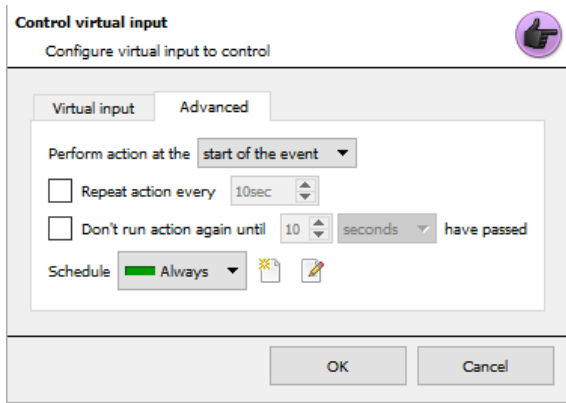 Control virtual input
Configure virtual input to control
Virtual input Advanced
Perform action at the start of the event
Repeat action every 10sec
Don't run action again until 10 seconds have passed
Schedule Always
OK Cancel